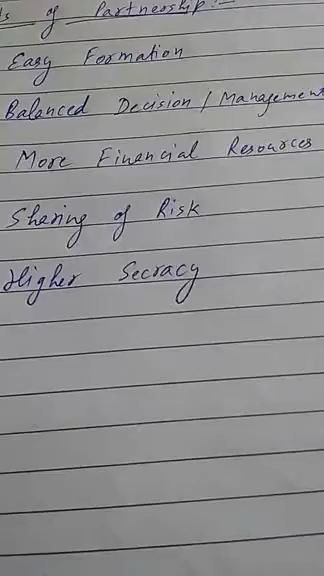 of Partnership:-
Easy Formation
Balanced Decision / Managemen
More Financial Resources
Sharing of Risk
Higher Secracy